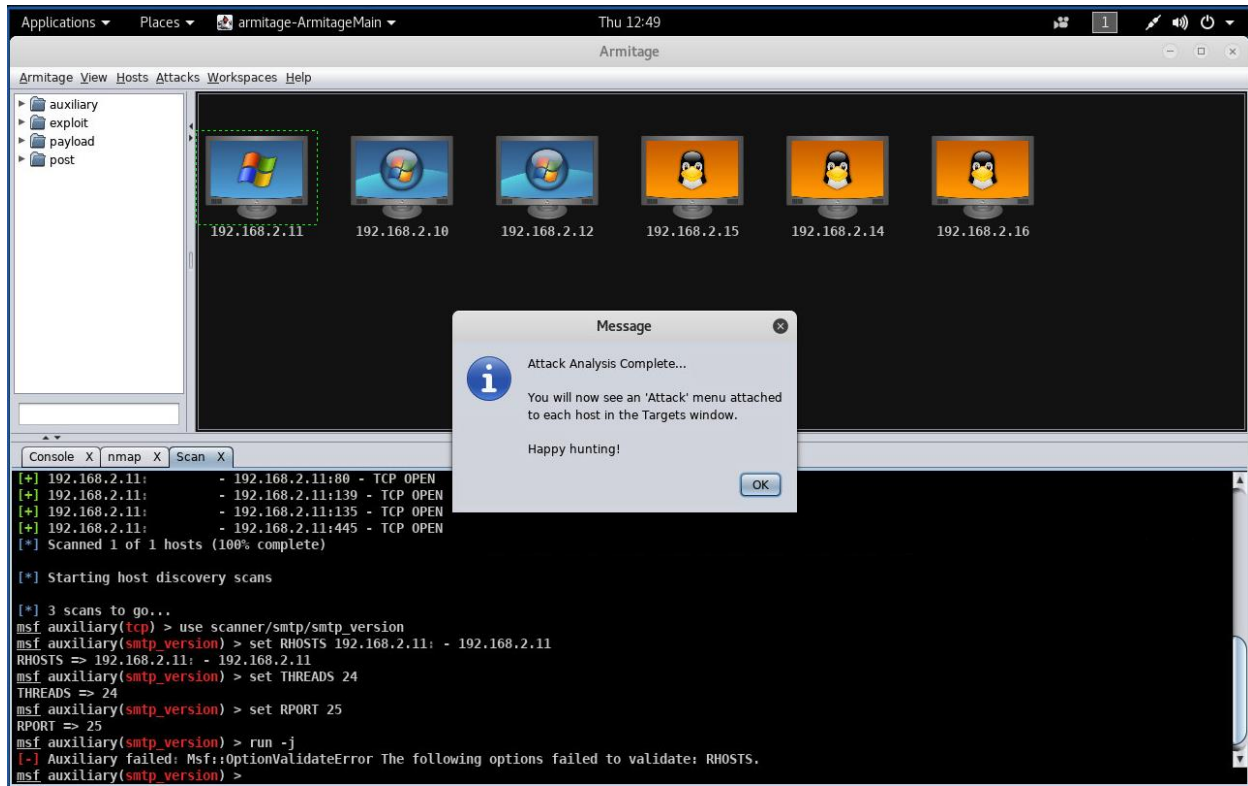 Applications Places armitage-ArmitageMain Thu 12:49 1
Armitage
Armitage View Hosts Attacks Workspaces Help
auxiliary
exploit
payload
post
192.168.2.11 192.168.2.10 192.168.2.12 192.168.2.15 192.168.2.14 192.168.2.16
Message
Attack Analysis Complete...
You will now see an 'Attack' menu attached
to each host in the Targets window.
Happy hunting!
OK
Console X nmap X Scan X
[+] 192.168.2.11: - 192.168.2.11:80 - TCP OPEN
[+] 192.168.2.11: - 192.168.2.11:139 - TCP OPEN
[+] 192.168.2.11: - 192.168.2.11:135 - TCP OPEN
[+] 192.168.2.11: - 192.168.2.11:445 - TCP OPEN
[*] Scanned 1 of 1 hosts (100% complete)
[*] Starting host discovery scans
[*] 3 scans to go...
msf auxiliary(tcp) > use scanner/smtp/smtp_version
msf auxiliary(smtp_version) > set RHOSTS 192.168.2.11: - 192.168.2.11
RHOSTS => 192.168.2.11: - 192.168.2.11
msf auxiliary(smtp_version) > set THREADS 24
THREADS => 24
msf auxiliary(smtp_version) > set RPORT 25
RPORT => 25
msf auxiliary(smtp_version) > run -j
[-] Auxiliary failed: Msf::OptionValidateError The following options failed to validate: RHOSTS.
msf auxiliary(smtp_version) >